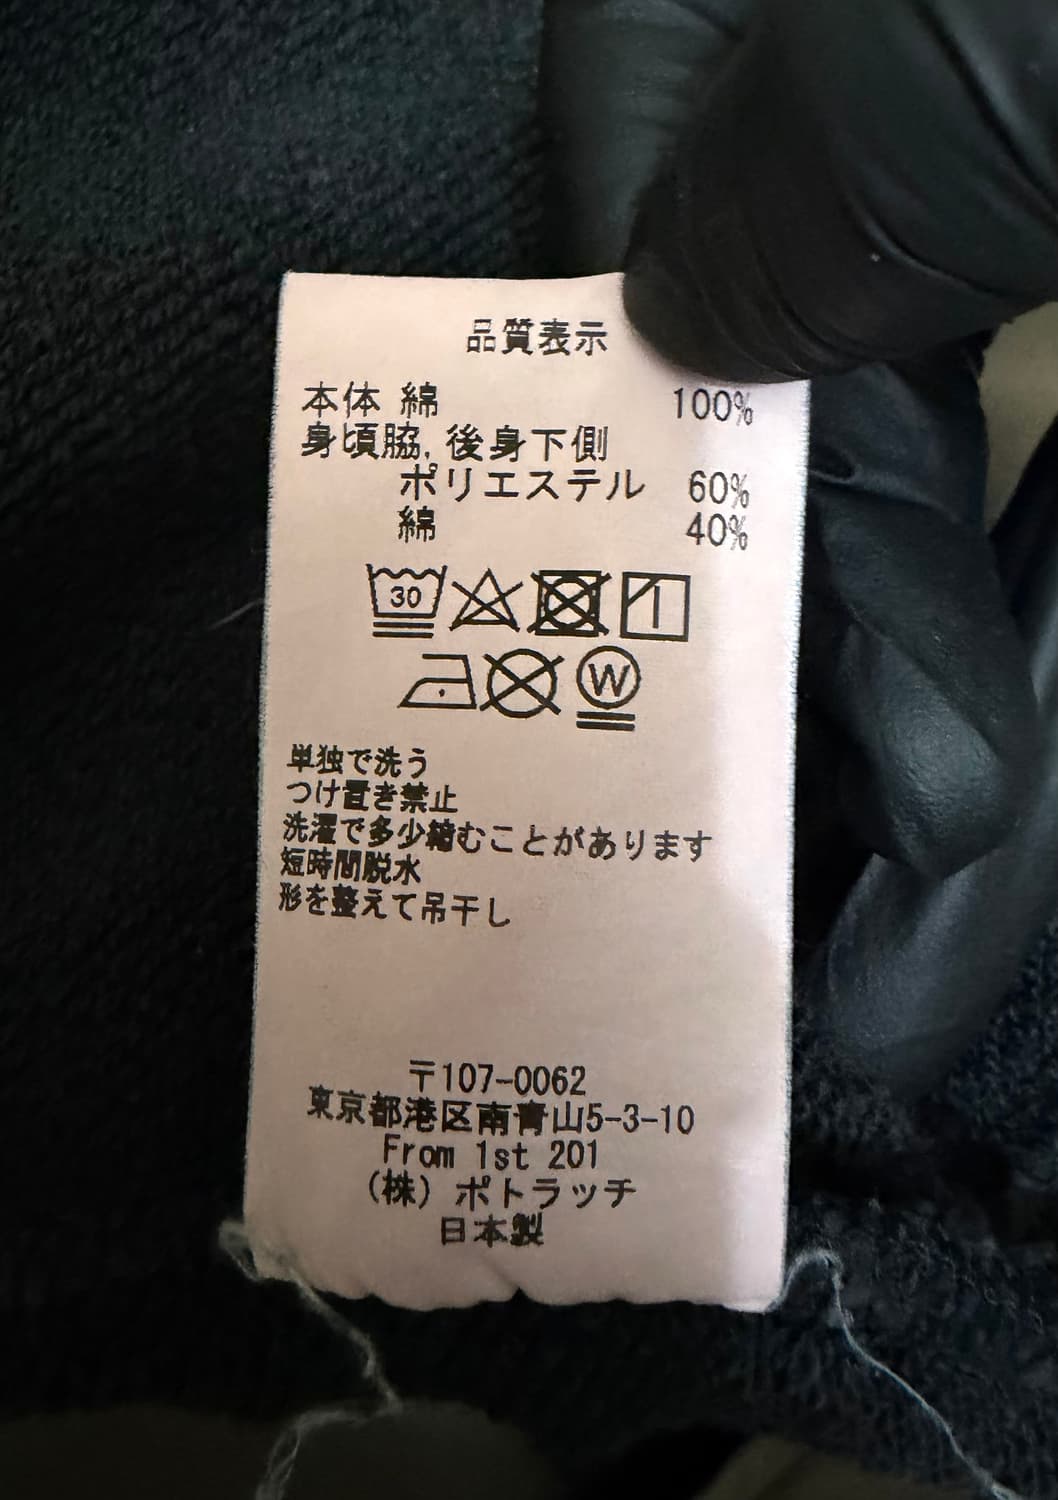 品質表示
本体 綿 100%
身頃脇,後身下側
ポリエステル 60%
綿 40%
30
W
単独で洗う
つけ置き禁止
洗濯で多少縮むことがあります
短時間脱水
形を整えて吊干し
〒107-0062
東京都港区南青山5-3-10
From 1st 201
(株) ポトラッチ
日本製